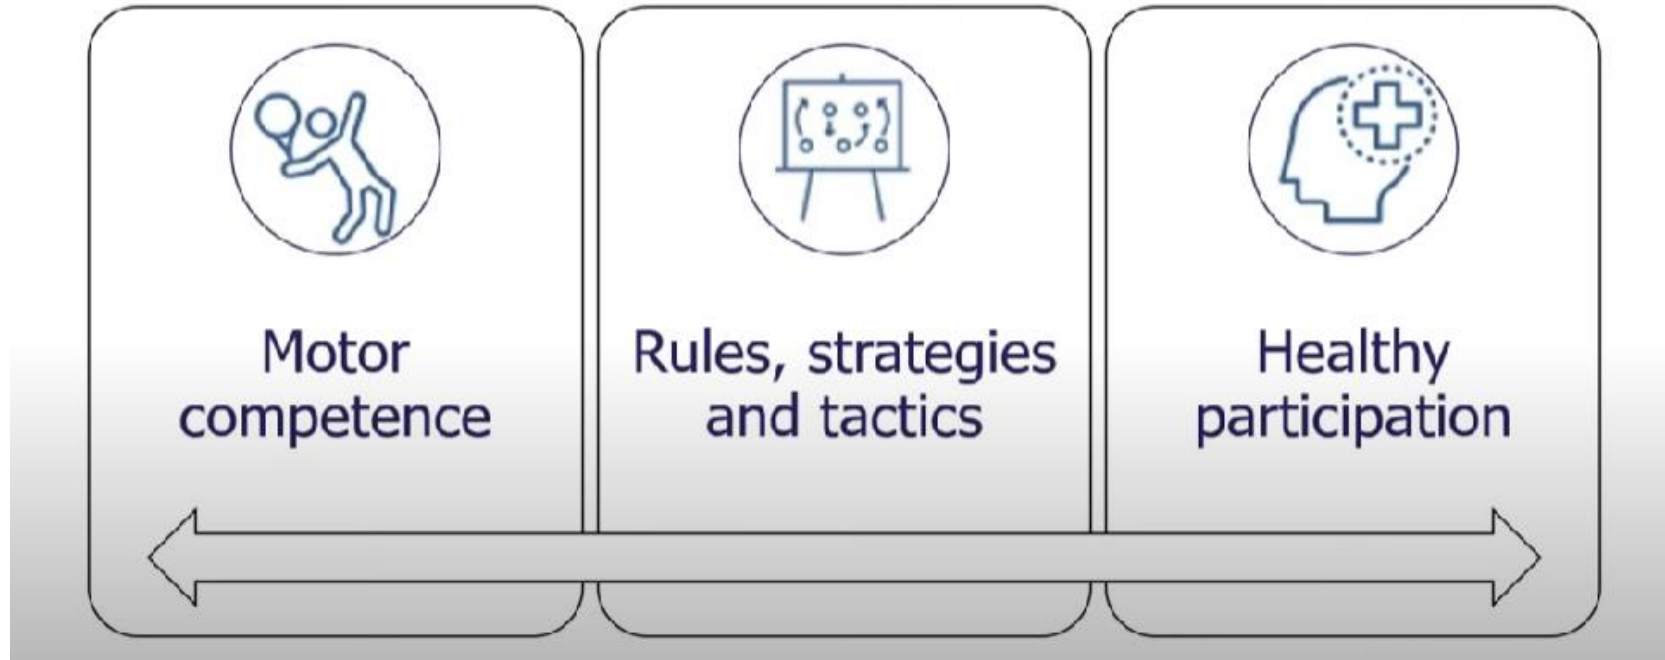 Motor
competence
Rules, strategies
and tactics
Healthy
participation